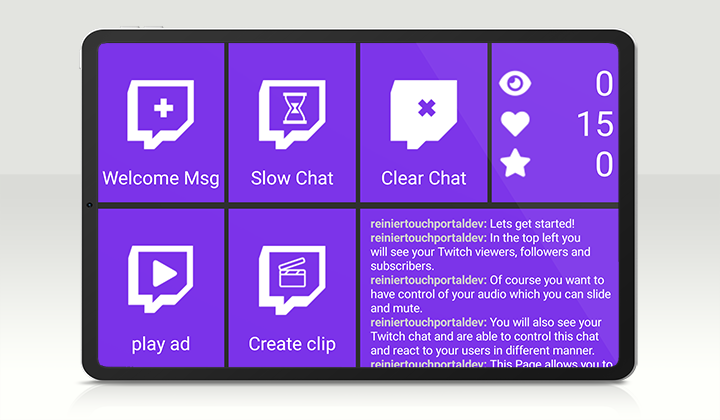 Welcome Msg
Slow Chat
Clear Chat
0
15
0
play ad
Create clip
reiniertouchportaldev: Lets get started!
reiniertouchportaldev: In the top left you
will see your Twitch viewers, followers and
subscribers.
reiniertouchportaldev: Of course you want to
have control of your audio which you can slide
and mute.
reiniertouchportaldev: You will also see your
Twitch chat and are able to control this chat
and react to your users in different manner.
reiniertouchportaldev: This Page allows you to